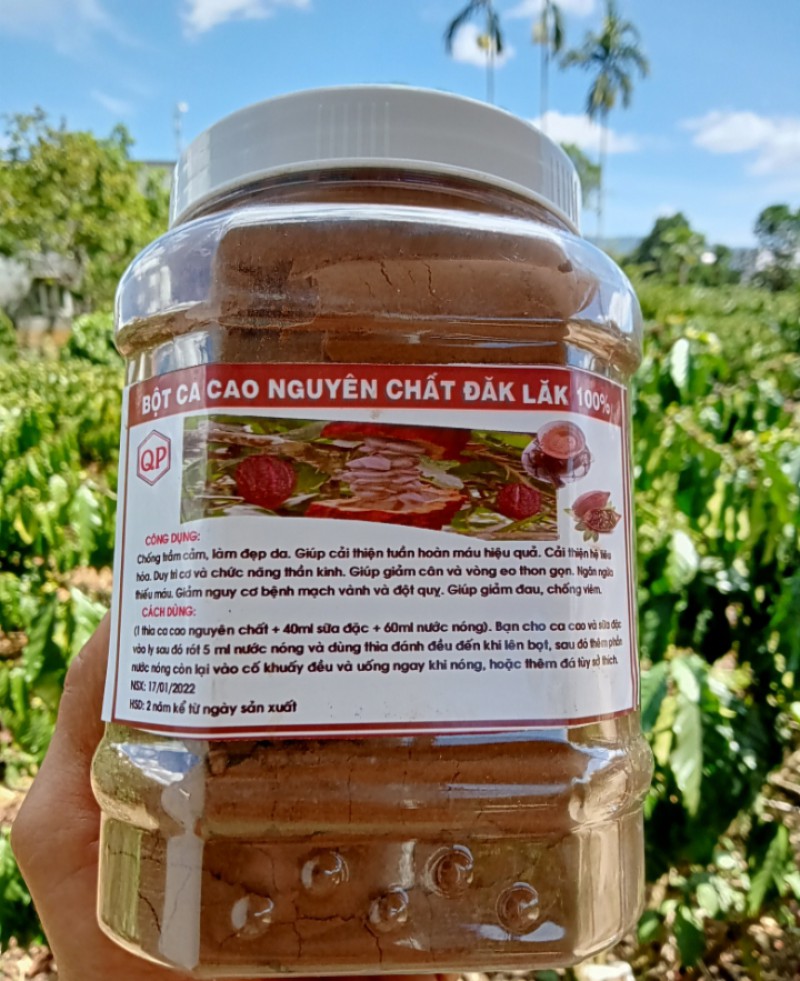 BỘT CA CAO NGUYÊN CHẤT ĐĂK LĂK 100%
QP
CÔNG DỤNG:
Chống trầm cảm, làm đẹp da. Giúp cải thiện tuần hoàn máu hiệu quả. Cải thiện hệ tiêu
hóa. Duy trì cơ và chức năng thần kinh. Giúp giảm cân và vòng eo thon gọn. Ngăn ngừa
thiếu máu. Giảm nguy cơ bệnh mạch vành và đột quỵ. Giúp giảm đau, chống viêm.
CÁCH DÙNG:
(1 thìa ca cao nguyên chất + 40ml sữa đặc + 60ml nước nóng). Bạn cho ca cao và sữa đặc
vào ly sau đó rót 5 ml nước nóng và dùng thìa đánh đều đến khi lên bọt, sau đó thêm phần
nước nóng còn lại vào cố khuấy đều và uống ngay khi nóng, hoặc thêm đá tùy sở thích.
NSX: 17/01/2022
HSD: 2 năm kể từ ngày sản xuất